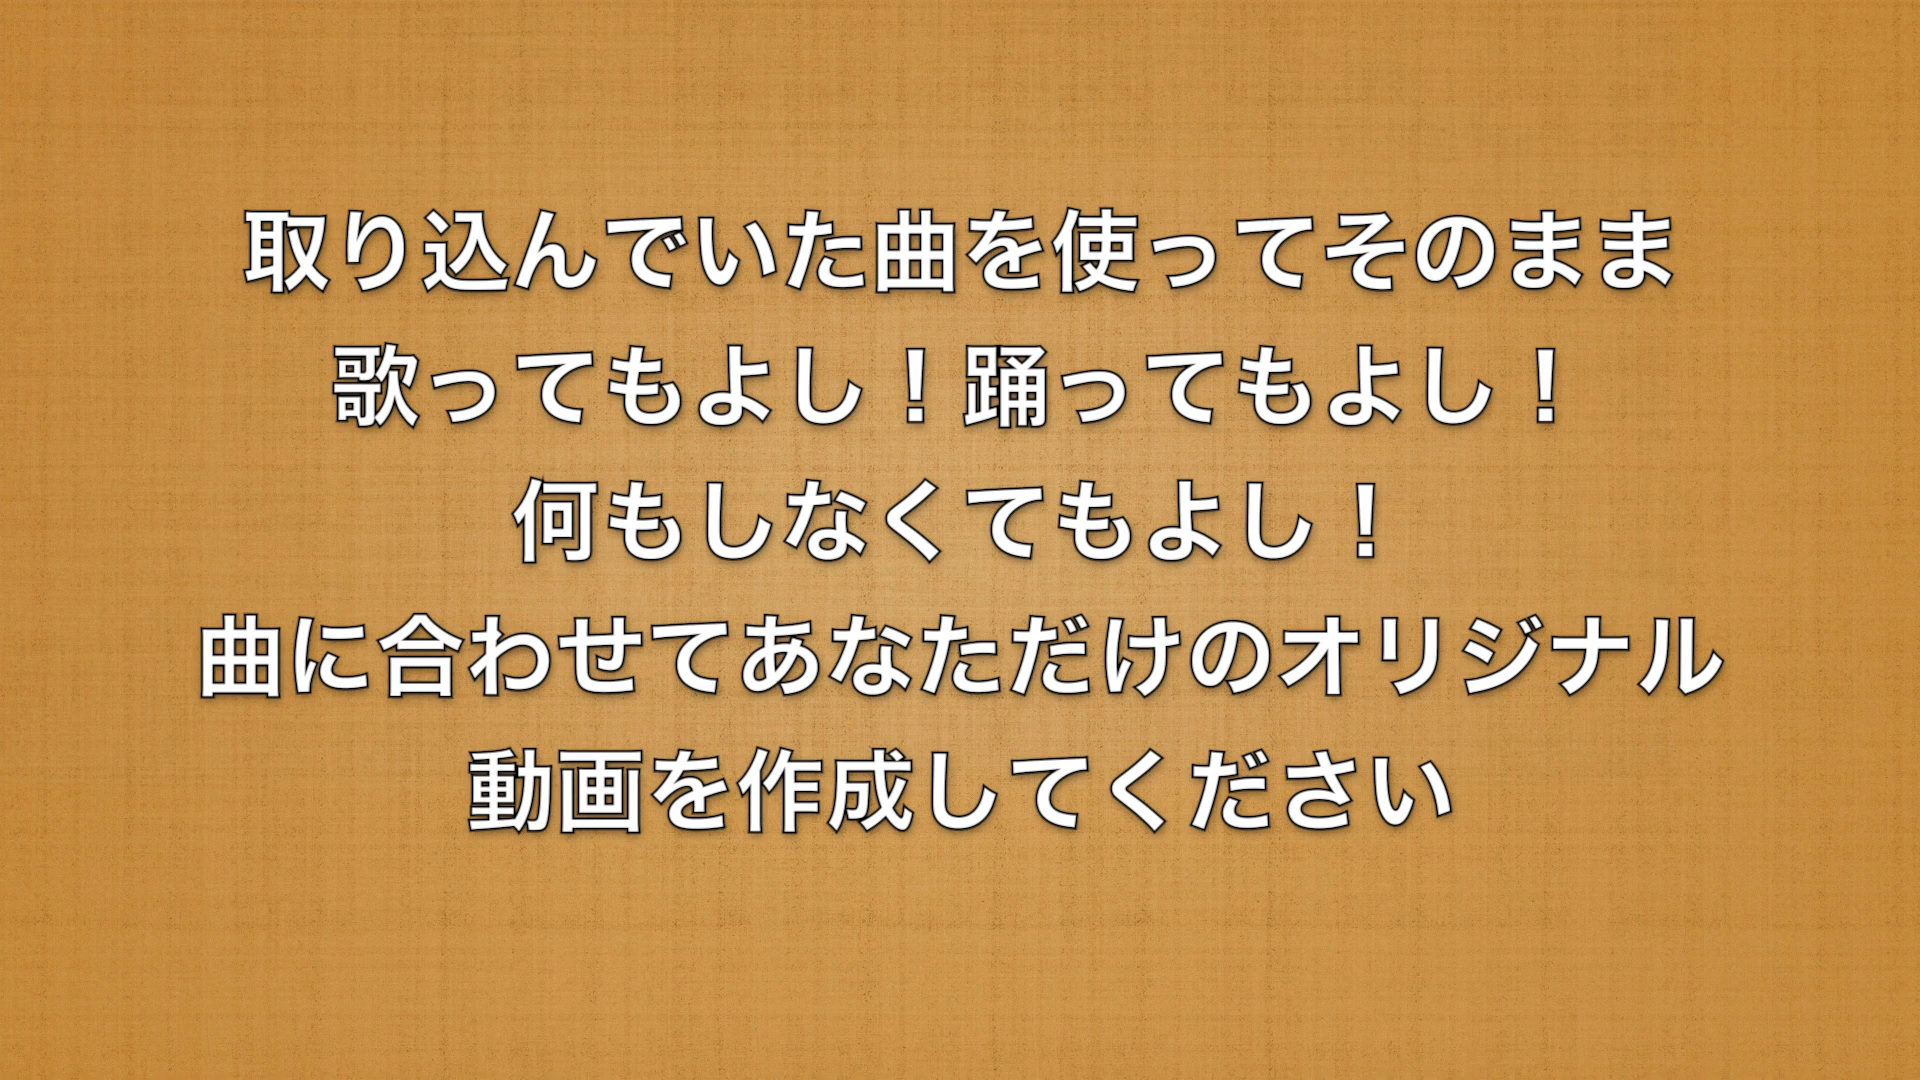 取り込んでいた曲を使ってそのまま
歌ってもよし！踊ってもよし！
何もしなくてもよし！
曲に合わせてあなただけのオリジナル
動画を作成してください